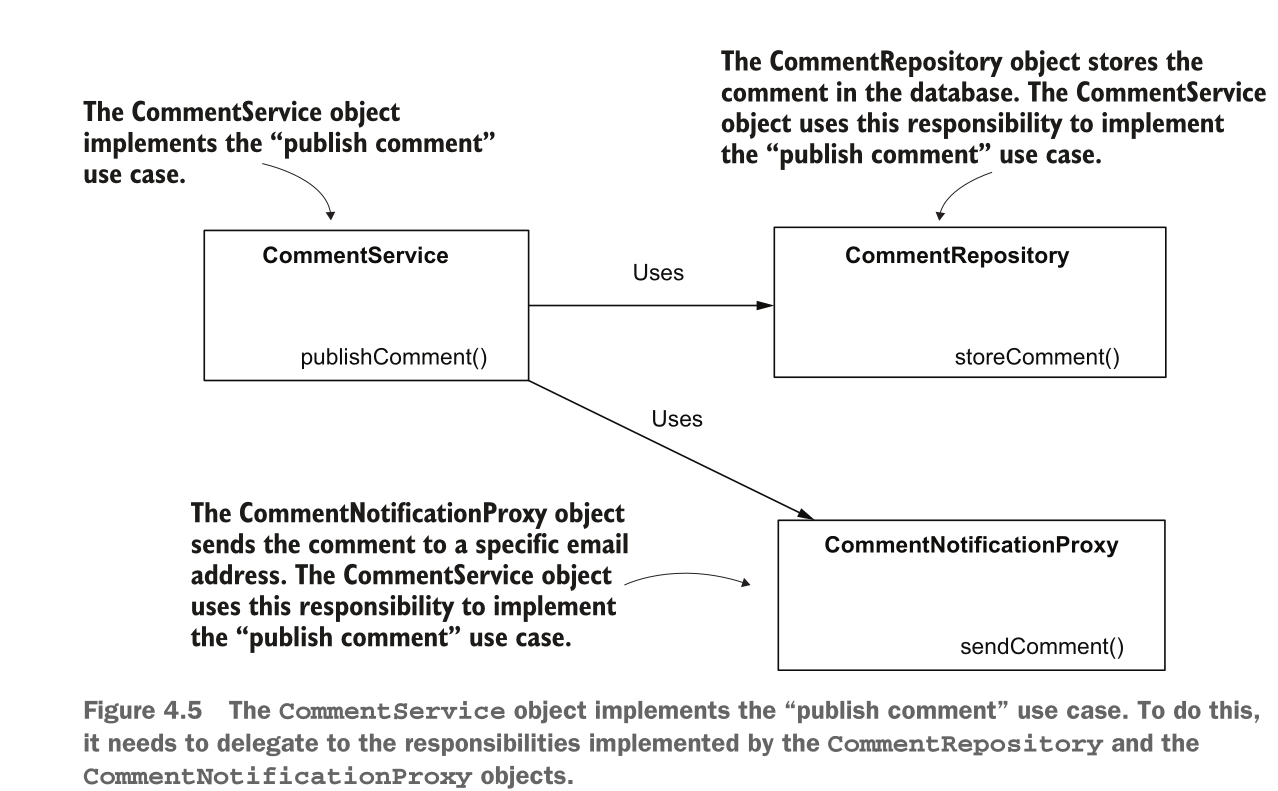 The CommentRepository object stores the
comment in the database. The CommentService
object uses this responsibility to implement
the “publish comment” use case.
The CommentService object
implements the “publish comment”
use case.
CommentService
publishComment()
Uses
CommentRepository
storeComment()
Uses
The CommentNotificationProxy object
sends the comment to a specific email
address. The CommentService object
uses this responsibility to implement
the “publish comment” use case.
CommentNotificationProxy
sendComment()
Figure 4.5 The CommentService object implements the “publish comment” use case. To do this,
it needs to delegate to the responsibilities implemented by the CommentRepository and the
CommentNotificationProxy objects.